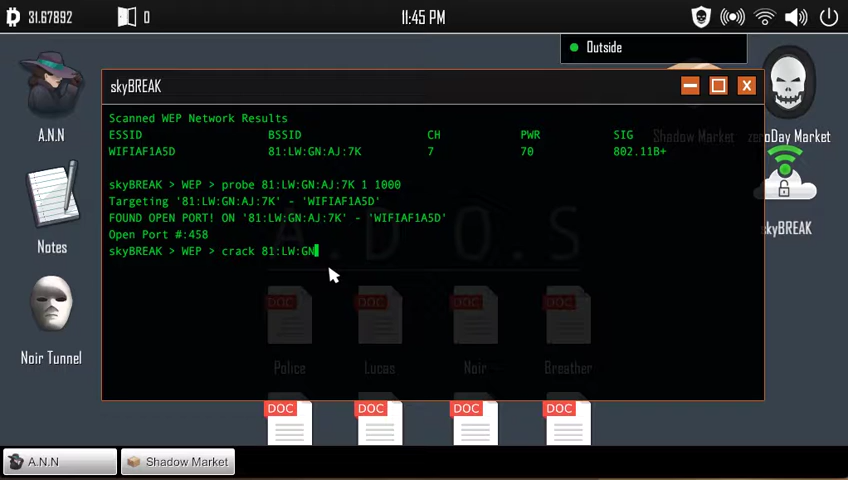 31.67892
0
11:45 PM
Outside
skyBREAK
A.N.N
Notes
Noir Tunnel
Scanned WEP Network Results
ESSID BSSID CH PWR SIG
WIFIAF1A5D 81:LW:GN:AJ:7K 7 70 802.11B+
skyBREAK > WEP > probe 81:LW:GN:AJ:7K 1 1000
Targeting '81:LW:GN:AJ:7K' - 'WIFIAF1A5D'
FOUND OPEN PORT! ON '81:LW:GN:AJ:7K' - 'WIFIAF1A5D'
Open Port #:458
skyBREAK > WEP > crack 81:LW:GN
A.D.O.S
Shadow Market
zeroDay Market
skyBREAK
DOC
DOC
DOC
DOC
Police
Lucas
Noir
Breather
DOC
DOC
DOC
DOC
A.N.N
Shadow Market